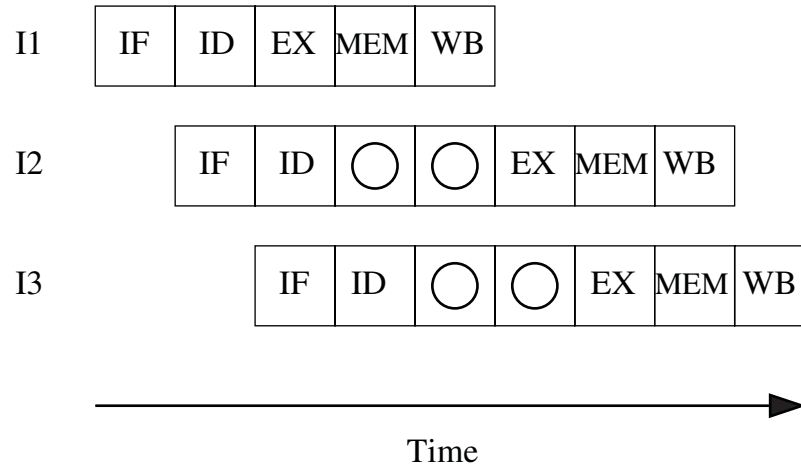 I1 IF ID EX MEM WB
I2 IF ID EX MEM WB
I3 IF ID EX MEM WB
Time